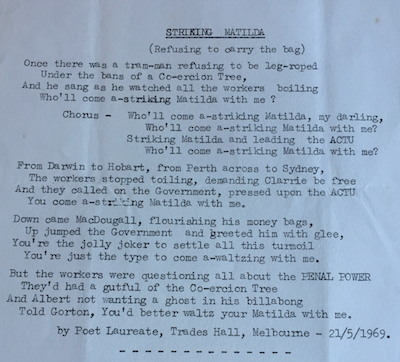 STRIKING MATILDA
(Refusing to carry the bag)
Once there was a tram-man refusing to be leg-roped
Under the bans of a Co-ercion Tree,
And he sang as he watched all the workers boiling
Who'll come a-striking Matilda with me ?
Chorus - Who'll come a-striking Matilda, my darling,
Who'll come a-striking Matilda with me?
Striking Matilda and leading the ACTU
Who'll come a-striking Matilda with me?
From Darwin to Hobart, from Perth across to Sydney,
The workers stopped toiling, demanding Clarrie be free
And they called on the Government, pressed upon the ACTU
You come a-striking Matilda with me.
Down came MacDougall, flourishing his money bags,
Up jumped the Government and greeted him with glee,
You're the jolly joker to settle all this turmoil
You're just the type to come a-waltzing with me.
But the workers were questioning all about the PENAL POWER
They'd had a gutful of the Co-ercion Tree
And Albert not wanting a ghost in his billabong
Told Gorton, You'd better waltz your Matilda with me.
by Poet Laureate, Trades Hall, Melbourne - 21/5/1969.
- - - - - - - - - - - - -